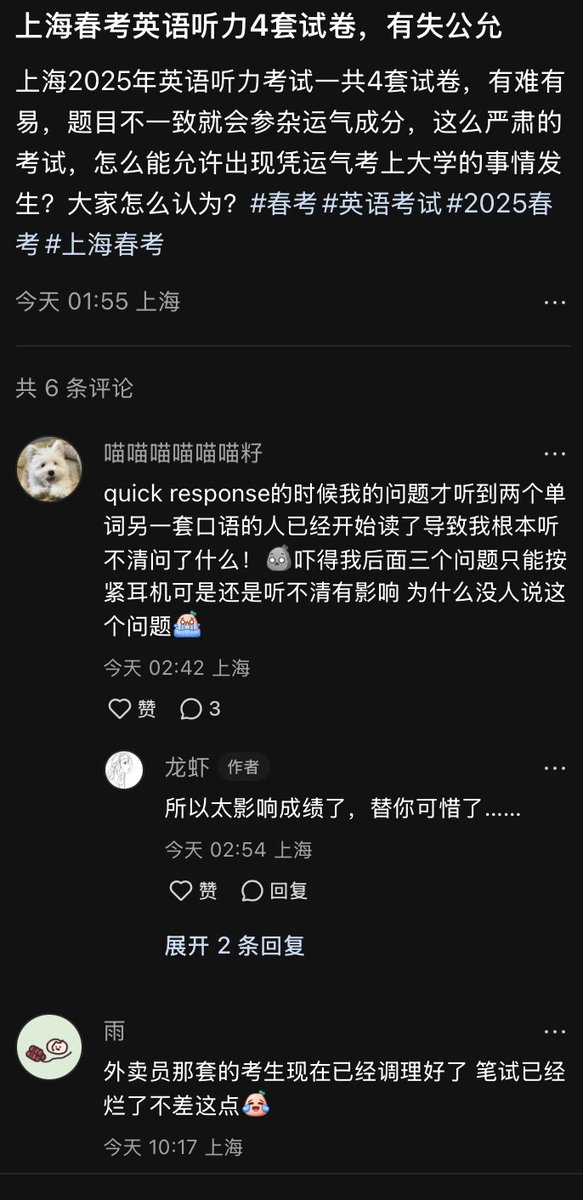 上海春考英语听力4套试卷，有失公允
上海2025年英语听力考试一共4套试卷，有难有
易，题目不一致就会参杂运气成分，这么严肃的
考试，怎么能允许出现凭运气考上大学的事情发
生？大家怎么认为？#春考#英语考试#2025春
考#上海春考
今天 01:55 上海
共 6 条评论
喵喵喵喵喵喵籽
quick response的时候我的问题才听到两个单
词另一套口语的人已经开始读了导致我根本听
不清问了什么！吓得我后面三个问题只能按
紧耳机可是还是听不清有影响 为什么没人说这
个问题
今天 02:42 上海
赞 3
龙虾 作者
所以太影响成绩了，替你可惜了......
今天 02:54 上海
赞 回复
展开 2 条回复
雨
外卖员那套的考生现在已经调理好了 笔试已经
烂了不差这点
今天 10:17 上海